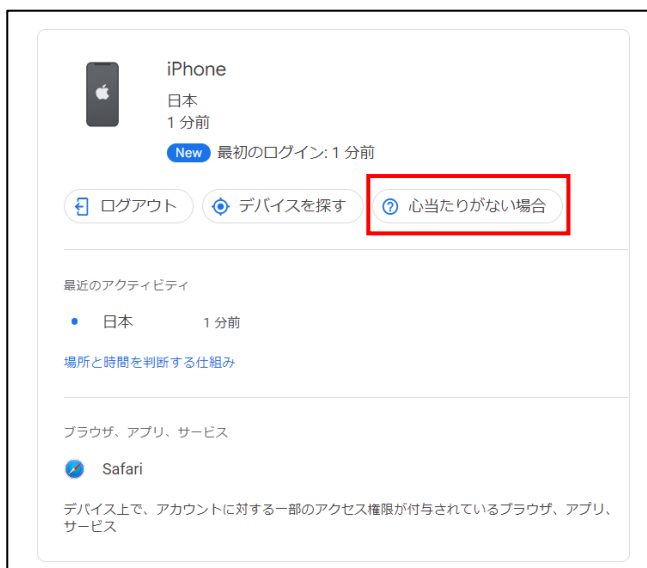 iPhone
日本
1 分前
New 最初のログイン: 1 分前
ログアウト デバイスを探す 心当たりがない場合
最近のアクティビティ
日本 1 分前
場所と時間を判断する仕組み
ブラウザ、アプリ、サービス
Safari
デバイス上で、アカウントに対する一部のアクセス権限が付与されているブラウザ、アプリ、
サービス